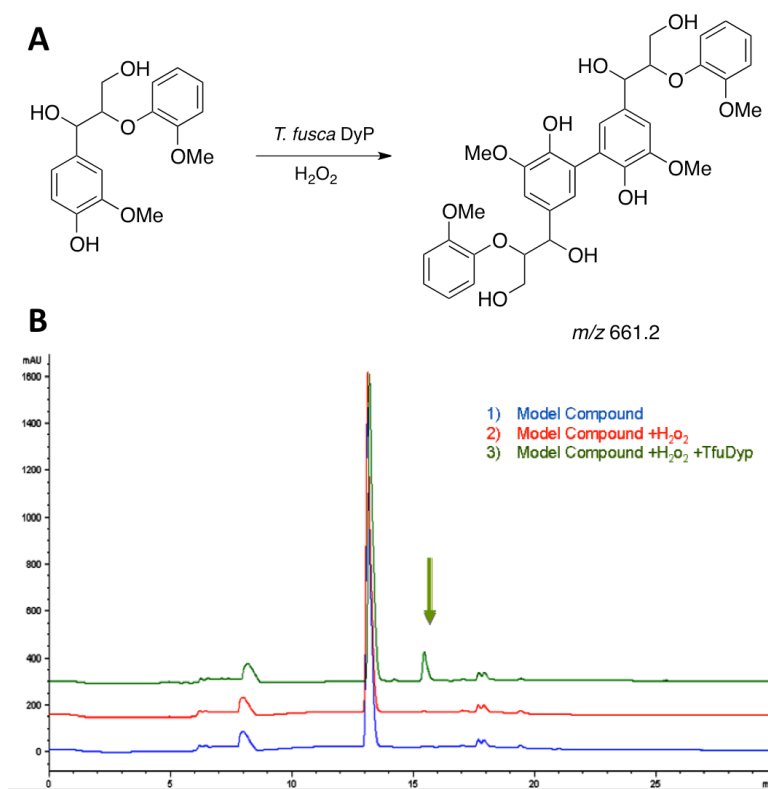 A
OH
HO
O
OMe
OMe
OH
T. fusca DyP
H₂O₂
OH
HO
O
OMe
OH
MeO
OMe
OH
OMe
O
OH
HO
m/z 661.2
B
mAU
1600
1400
1200
1000
800
600
400
200
0
1) Model Compound
2) Model Compound +H₂o₂
3) Model Compound +H₂o₂ +TfuDyp
0 5 10 15 20 25 m